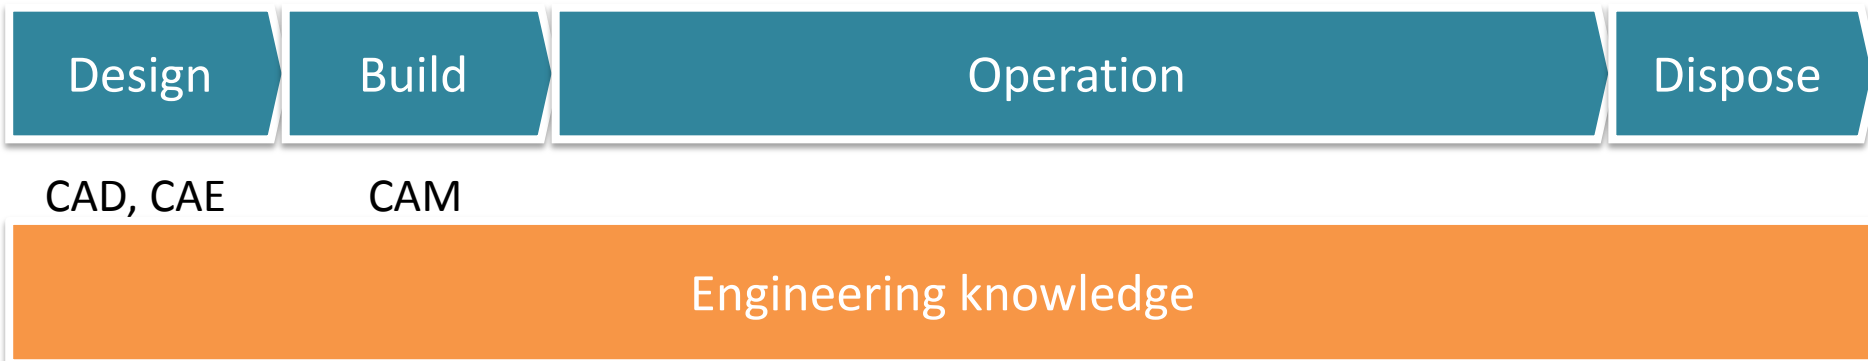 Design Build Operation Dispose
CAD, CAE CAM
Engineering knowledge